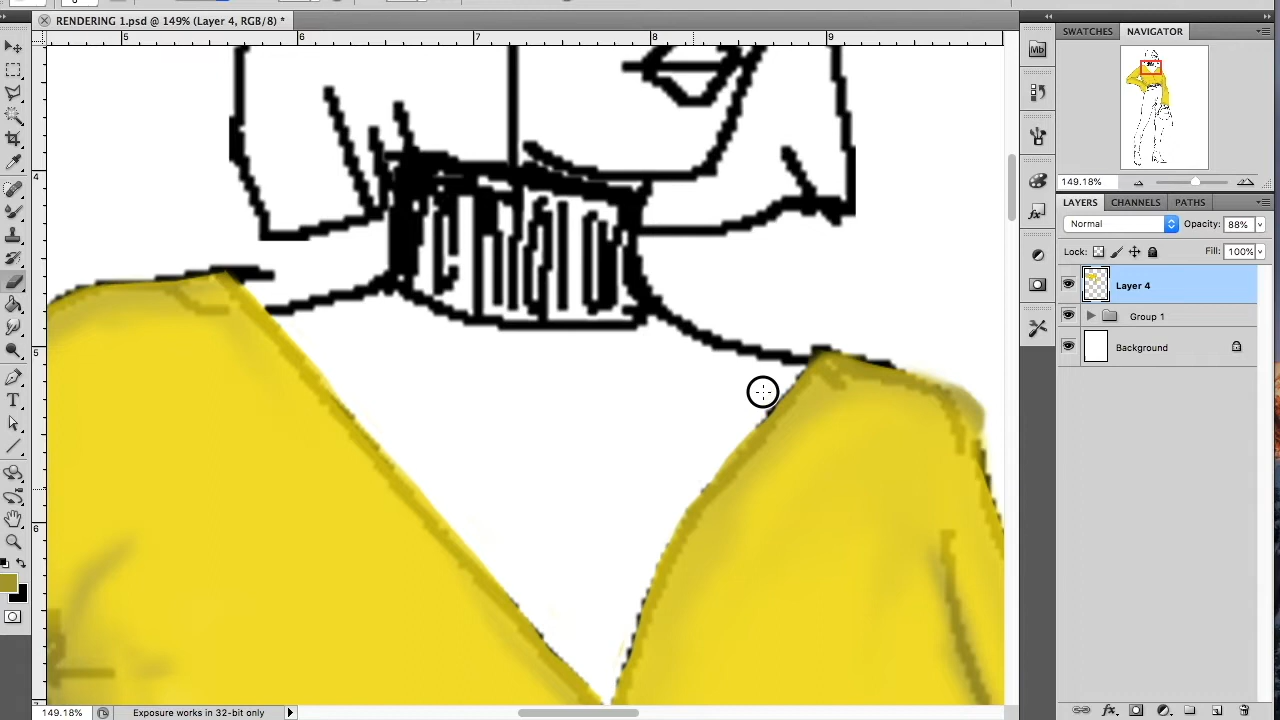 RENDERING 1.psd @ 149% (Layer 4, RGB/8) *
5 6 7 8 9
SWATCHES NAVIGATOR
Mb
4
149.18%
LAYERS CHANNELS PATHS
Normal Opacity: 88%
Lock: Fill: 100%
Layer 4
Group 1
5
Background
T
6
149.18% Exposure works in 32-bit only
fx